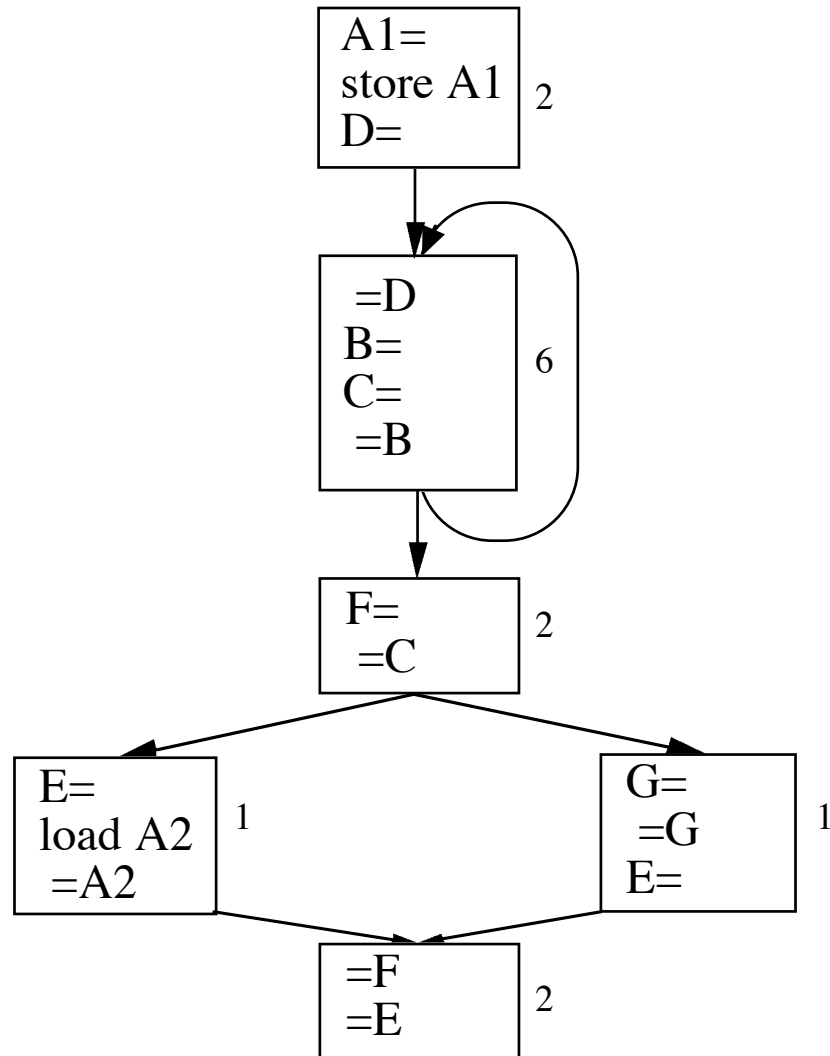 A1=
store A1
D=
2
=D
B=
C=
=B
6
F=
=C
2
E=
load A2
=A2
1
G=
=G
E=
1
=F
=E
2